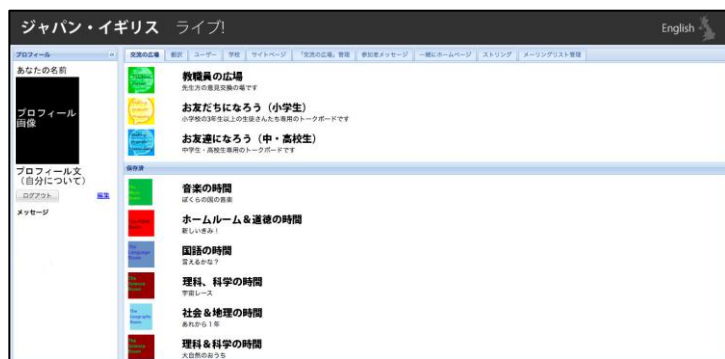 ジャパン・イギリス ライブ!
English
プロフィール
交流の広場 翻訳 ユーザー 学校 サイトページ 「交流の広場」管理 参加者メッセージ 一緒にホームページ ストリング メーリングリスト管理
あなたの名前
プロフィール
画像
プロフィール文
（自分について）
ログアウト 編集
メッセージ
教職員の広場
先生方の意見交換の場です
お友だちになろう（小学生）
小学校の3年生以上の生徒さんたち専用のトークボードです
お友達になろう（中・高校生）
中学生・高校生専用のトークボードです
保存済
音楽の時間
ぼくらの国の音楽
ホームルーム＆道徳の時間
新しいきみ！
The Language Room
国語の時間
言えるかな？
The Science Room
理科、科学の時間
宇宙レース
The Geography Room
社会＆地理の時間
あれから１年
The Science Room
理科＆科学の時間
大自然のおうち